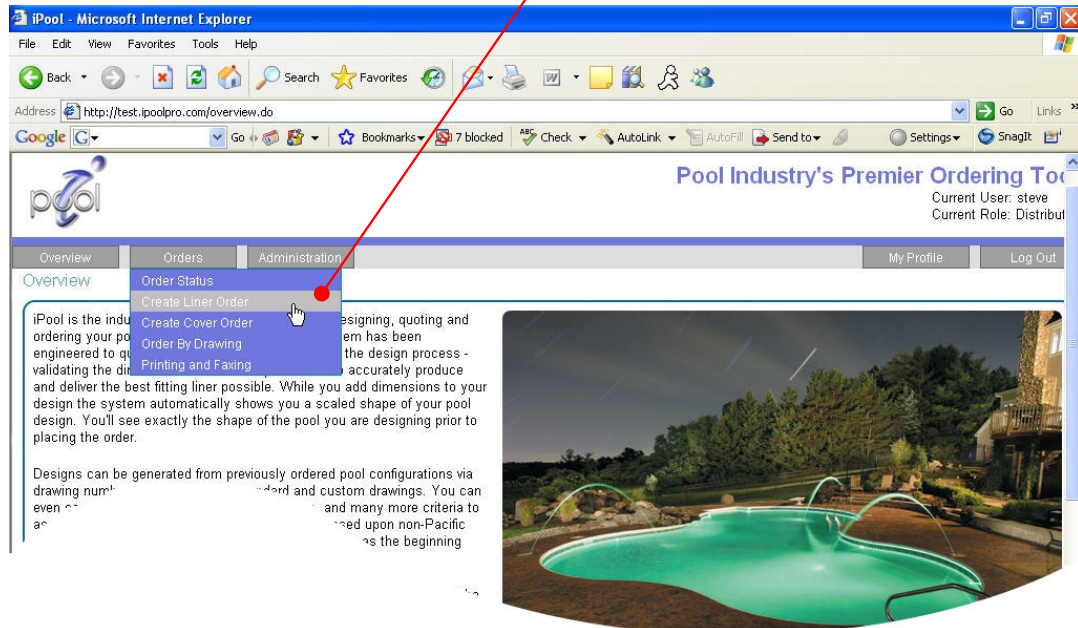 iPool - Microsoft Internet Explorer
File Edit View Favorites Tools Help
Back Search Favorites
Address http://test.ipoolpro.com/overview.do Go Links »
Google G Go Bookmarks 7 blocked ABC Check AutoLink AutoFill Send to Settings SnagIt
pool
Pool Industry's Premier Ordering Too
Current User: steve
Current Role: Distribut
Overview Orders Administration My Profile Log Out
Overview
Order Status
Create Liner Order
Create Cover Order
Order By Drawing
Printing and Faxing
iPool is the indu esigning, quoting and
ordering your po em has been
engineered to qu the design process -
validating the di accurately produce
and deliver the best fitting liner possible. While you add dimensions to your
design the system automatically shows you a scaled shape of your pool
design. You'll see exactly the shape of the pool you are designing prior to
placing the order.
Designs can be generated from previously ordered pool configurations via
drawing and custom drawings. You can
even and many more criteria to
upon non-Pacific
the beginning